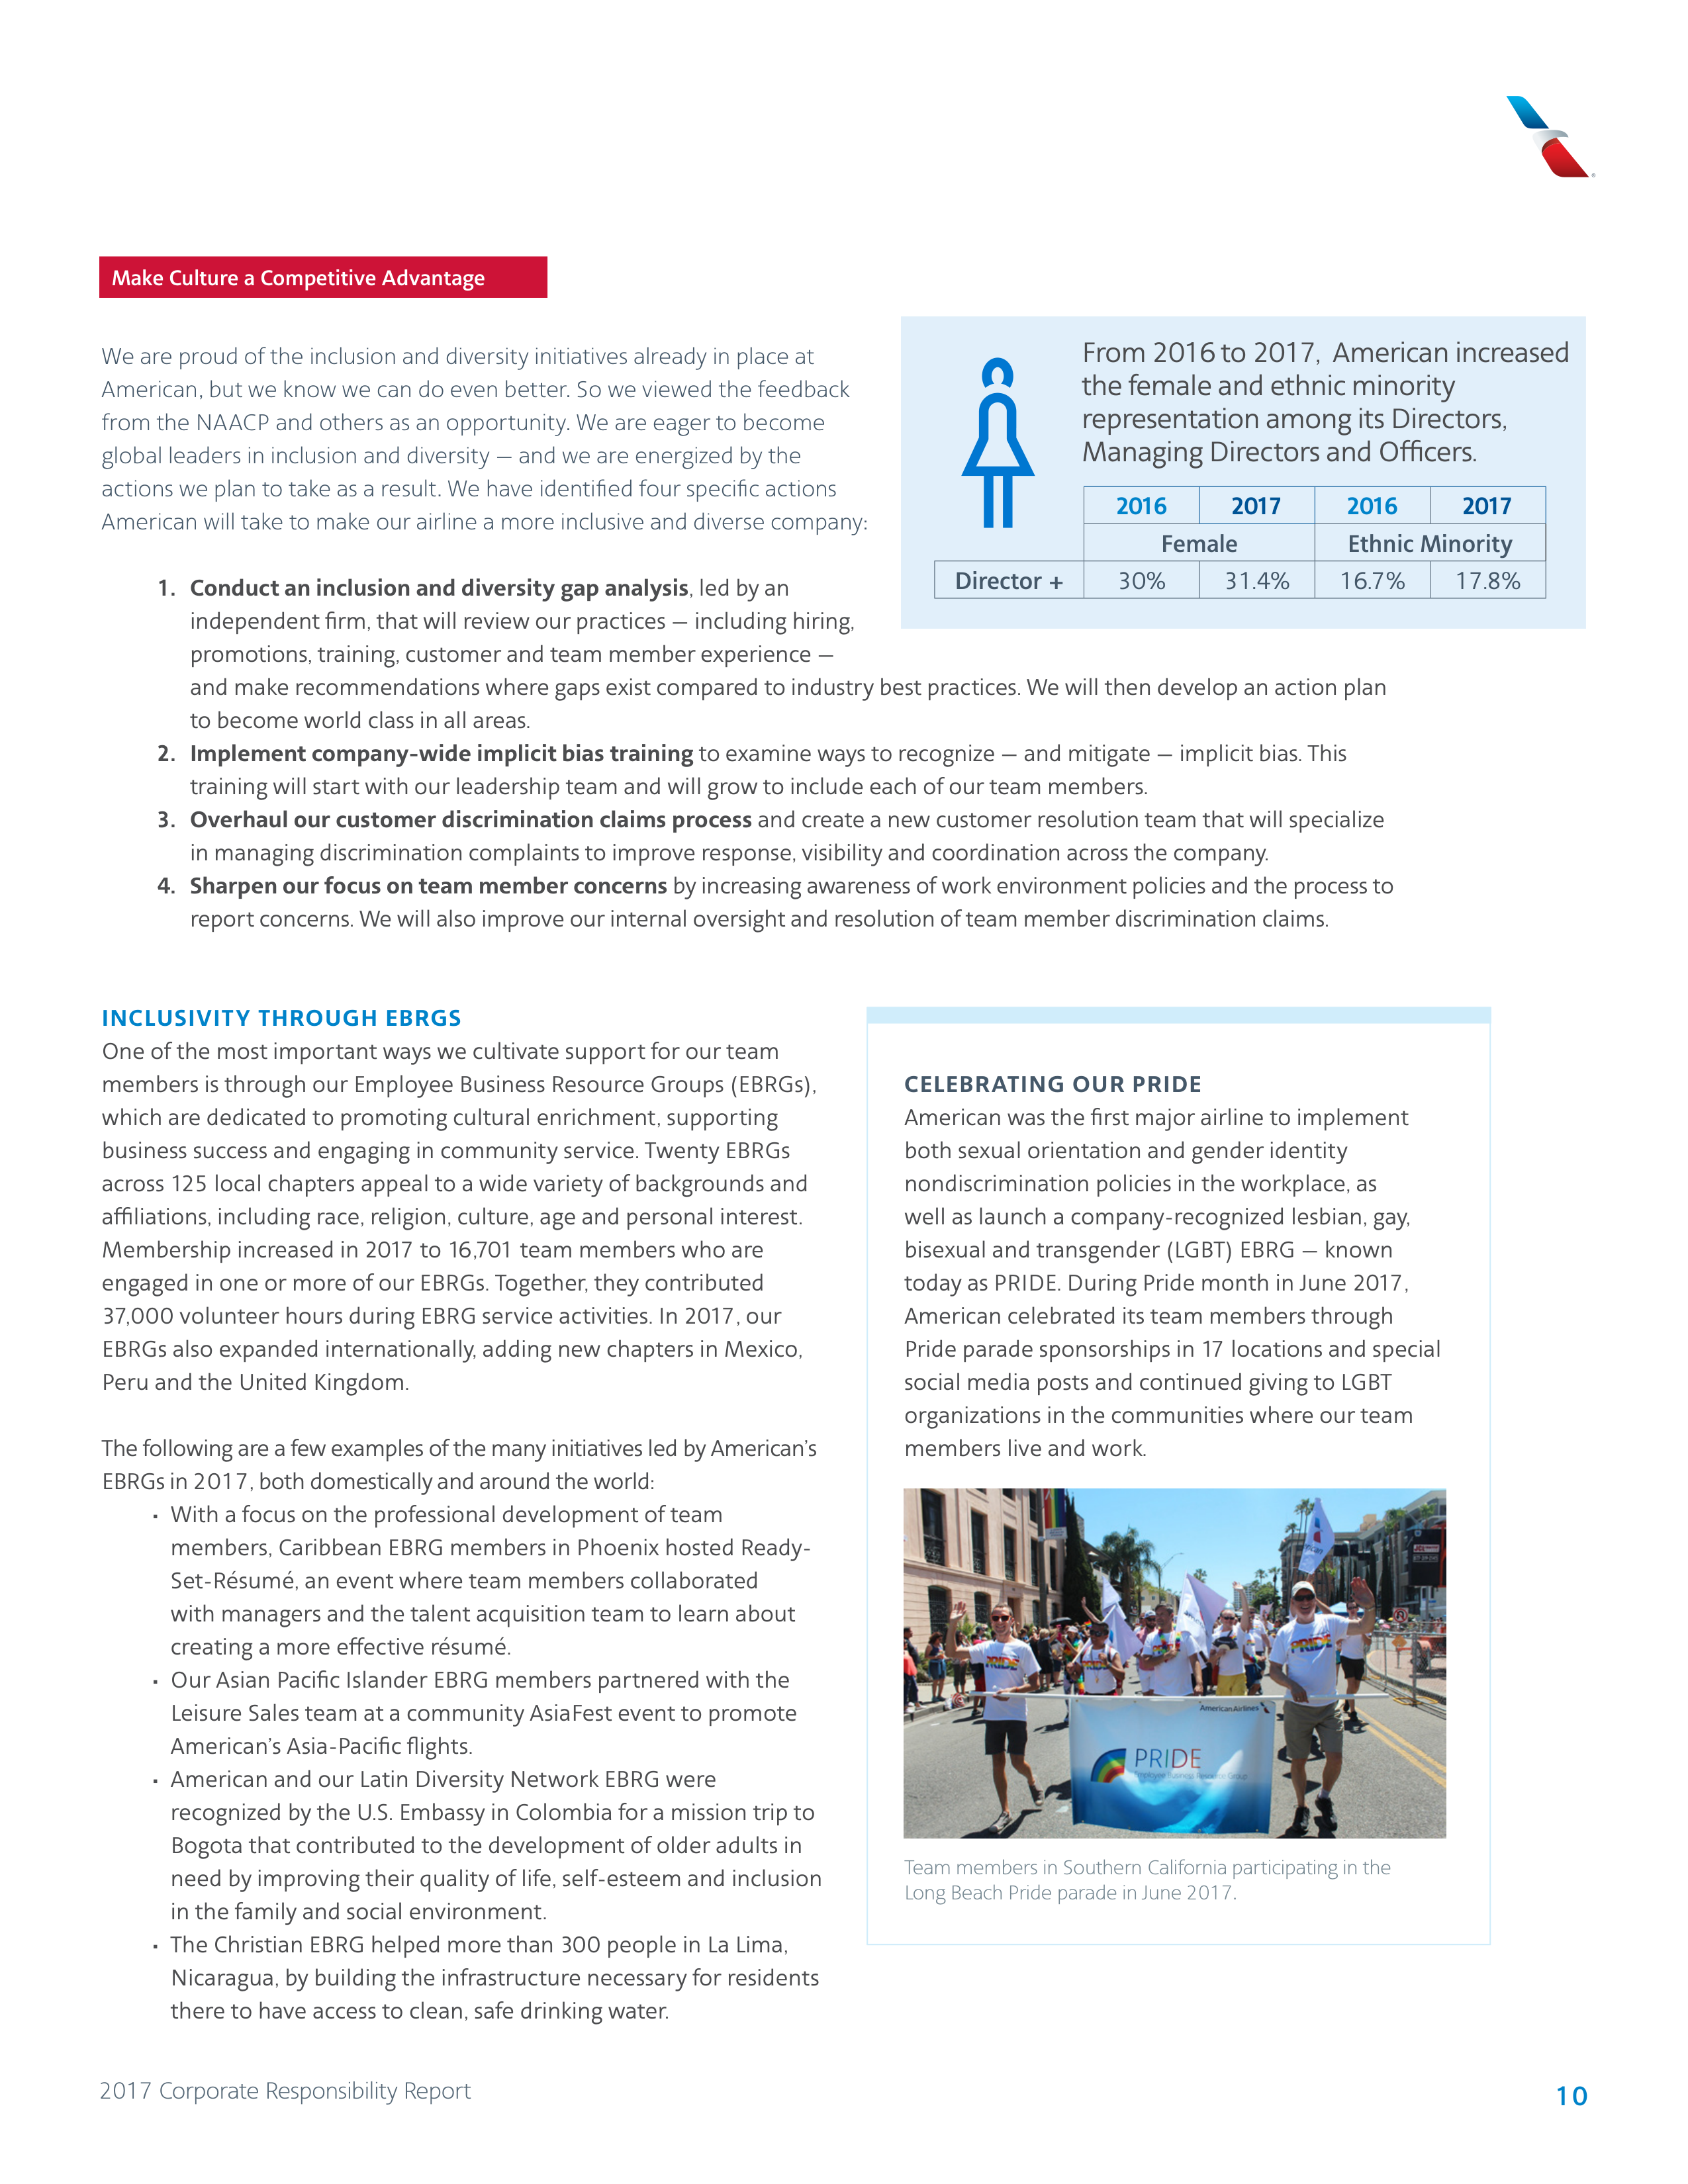 Make Culture a Competitive Advantage
We are proud of the inclusion and diversity initiatives already in place at
American, but we know we can do even better. So we viewed the feedback
from the NAACP and others as an opportunity. We are eager to become
global leaders in inclusion and diversity — and we are energized by the
actions we plan to take as a result. We have identified four specific actions
American will take to make our airline a more inclusive and diverse company:
From 2016 to 2017, American increased
the female and ethnic minority
representation among its Directors,
Managing Directors and Officers.
2016 2017 2016 2017
Female Ethnic Minority
Director + 30% 31.4% 16.7% 17.8%
1. Conduct an inclusion and diversity gap analysis, led by an
independent firm, that will review our practices — including hiring,
promotions, training, customer and team member experience —
and make recommendations where gaps exist compared to industry best practices. We will then develop an action plan
to become world class in all areas.
2. Implement company-wide implicit bias training to examine ways to recognize — and mitigate — implicit bias. This
training will start with our leadership team and will grow to include each of our team members.
3. Overhaul our customer discrimination claims process and create a new customer resolution team that will specialize
in managing discrimination complaints to improve response, visibility and coordination across the company.
4. Sharpen our focus on team member concerns by increasing awareness of work environment policies and the process to
report concerns. We will also improve our internal oversight and resolution of team member discrimination claims.
INCLUSIVITY THROUGH EBRGS
One of the most important ways we cultivate support for our team
members is through our Employee Business Resource Groups (EBRGs),
which are dedicated to promoting cultural enrichment, supporting
business success and engaging in community service. Twenty EBRGs
across 125 local chapters appeal to a wide variety of backgrounds and
affiliations, including race, religion, culture, age and personal interest.
Membership increased in 2017 to 16,701 team members who are
engaged in one or more of our EBRGs. Together, they contributed
37,000 volunteer hours during EBRG service activities. In 2017, our
EBRGs also expanded internationally, adding new chapters in Mexico,
Peru and the United Kingdom.
The following are a few examples of the many initiatives led by American's
EBRGs in 2017, both domestically and around the world:
• With a focus on the professional development of team
members, Caribbean EBRG members in Phoenix hosted Ready-
Set-Résumé, an event where team members collaborated
with managers and the talent acquisition team to learn about
creating a more effective résumé.
• Our Asian Pacific Islander EBRG members partnered with the
Leisure Sales team at a community AsiaFest event to promote
American's Asia-Pacific flights.
• American and our Latin Diversity Network EBRG were
recognized by the U.S. Embassy in Colombia for a mission trip to
Bogota that contributed to the development of older adults in
need by improving their quality of life, self-esteem and inclusion
in the family and social environment.
• The Christian EBRG helped more than 300 people in La Lima,
Nicaragua, by building the infrastructure necessary for residents
there to have access to clean, safe drinking water.
CELEBRATING OUR PRIDE
American was the first major airline to implement
both sexual orientation and gender identity
nondiscrimination policies in the workplace, as
well as launch a company-recognized lesbian, gay,
bisexual and transgender (LGBT) EBRG — known
today as PRIDE. During Pride month in June 2017,
American celebrated its team members through
Pride parade sponsorships in 17 locations and special
social media posts and continued giving to LGBT
organizations in the communities where our team
members live and work.
PRIDE
PRIDE
PRIDE
American Airlines
PRIDE
Employee Business Resource Group
Team members in Southern California participating in the
Long Beach Pride parade in June 2017.
2017 Corporate Responsibility Report
10